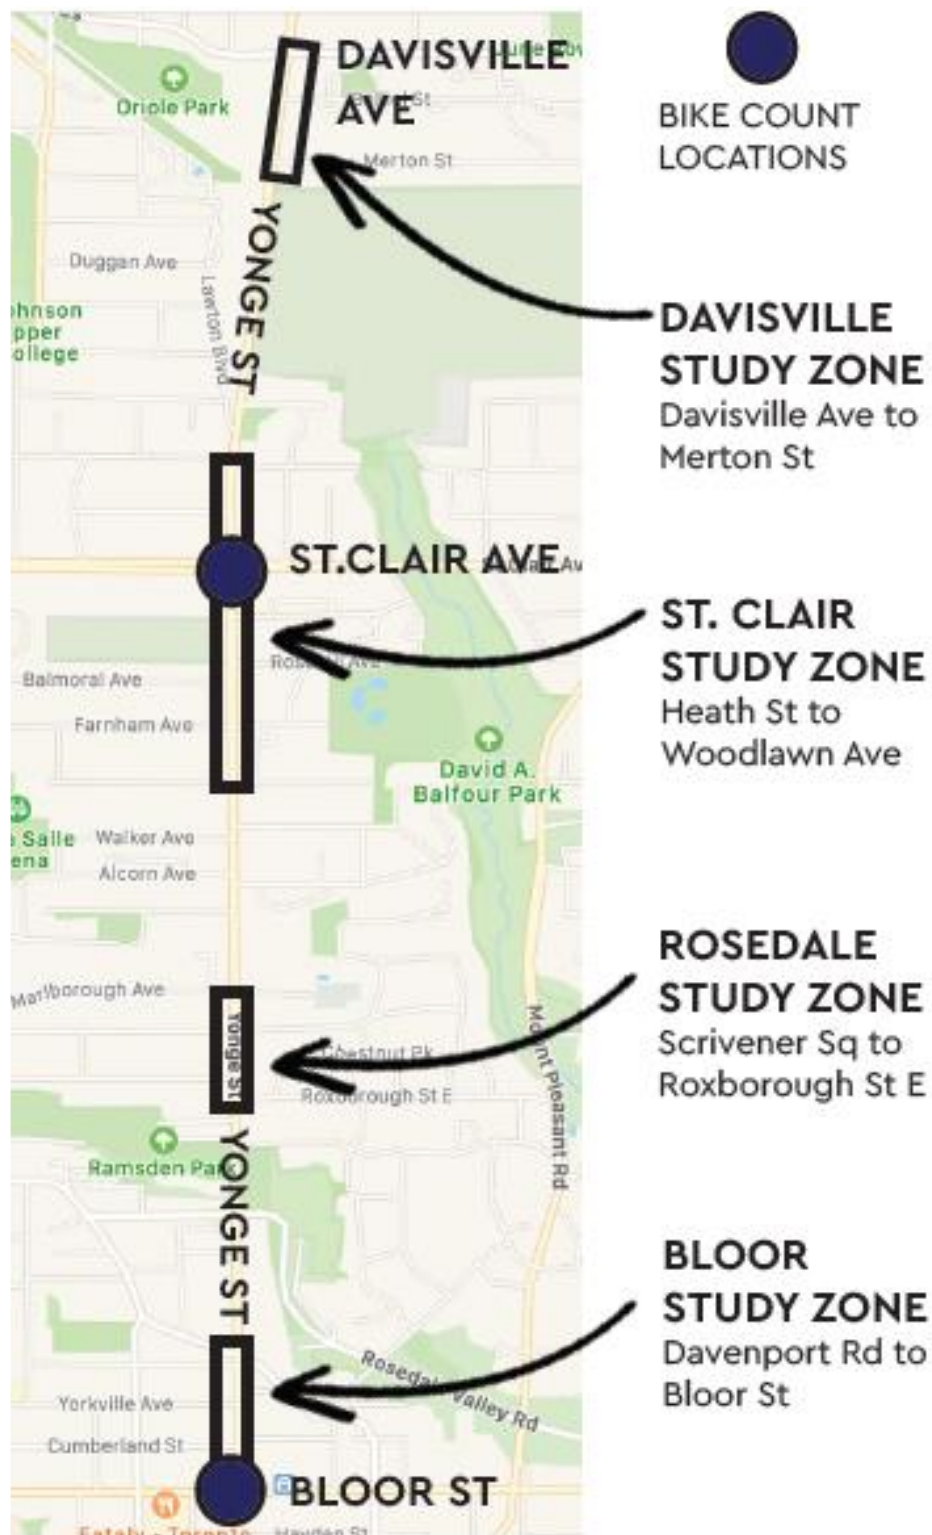 DAVISVILLE
AVE
BIKE COUNT
LOCATIONS
Oriole Park
Merton St
YONGE ST
Duggan Ave
Lawton Blvd
DAVISVILLE
STUDY ZONE
Davisville Ave to
Merton St
ST.CLAIR AVE
ST. CLAIR
STUDY ZONE
Heath St to
Woodlawn Ave
Balmoral Ave
Farnham Ave
David A.
Balfour Park
Walker Ave
Alcorn Ave
Marlborough Ave
ROSEDALE
STUDY ZONE
Scrivener Sq to
Roxborough St E
Yonge St
Chestnut Pk
Roxborough St E
Mount Pleasant Rd
Ramsden Park
YONGE ST
BLOOR
STUDY ZONE
Davenport Rd to
Bloor St
Rosedale Valley Rd
Yorkville Ave
Cumberland St
BLOOR ST